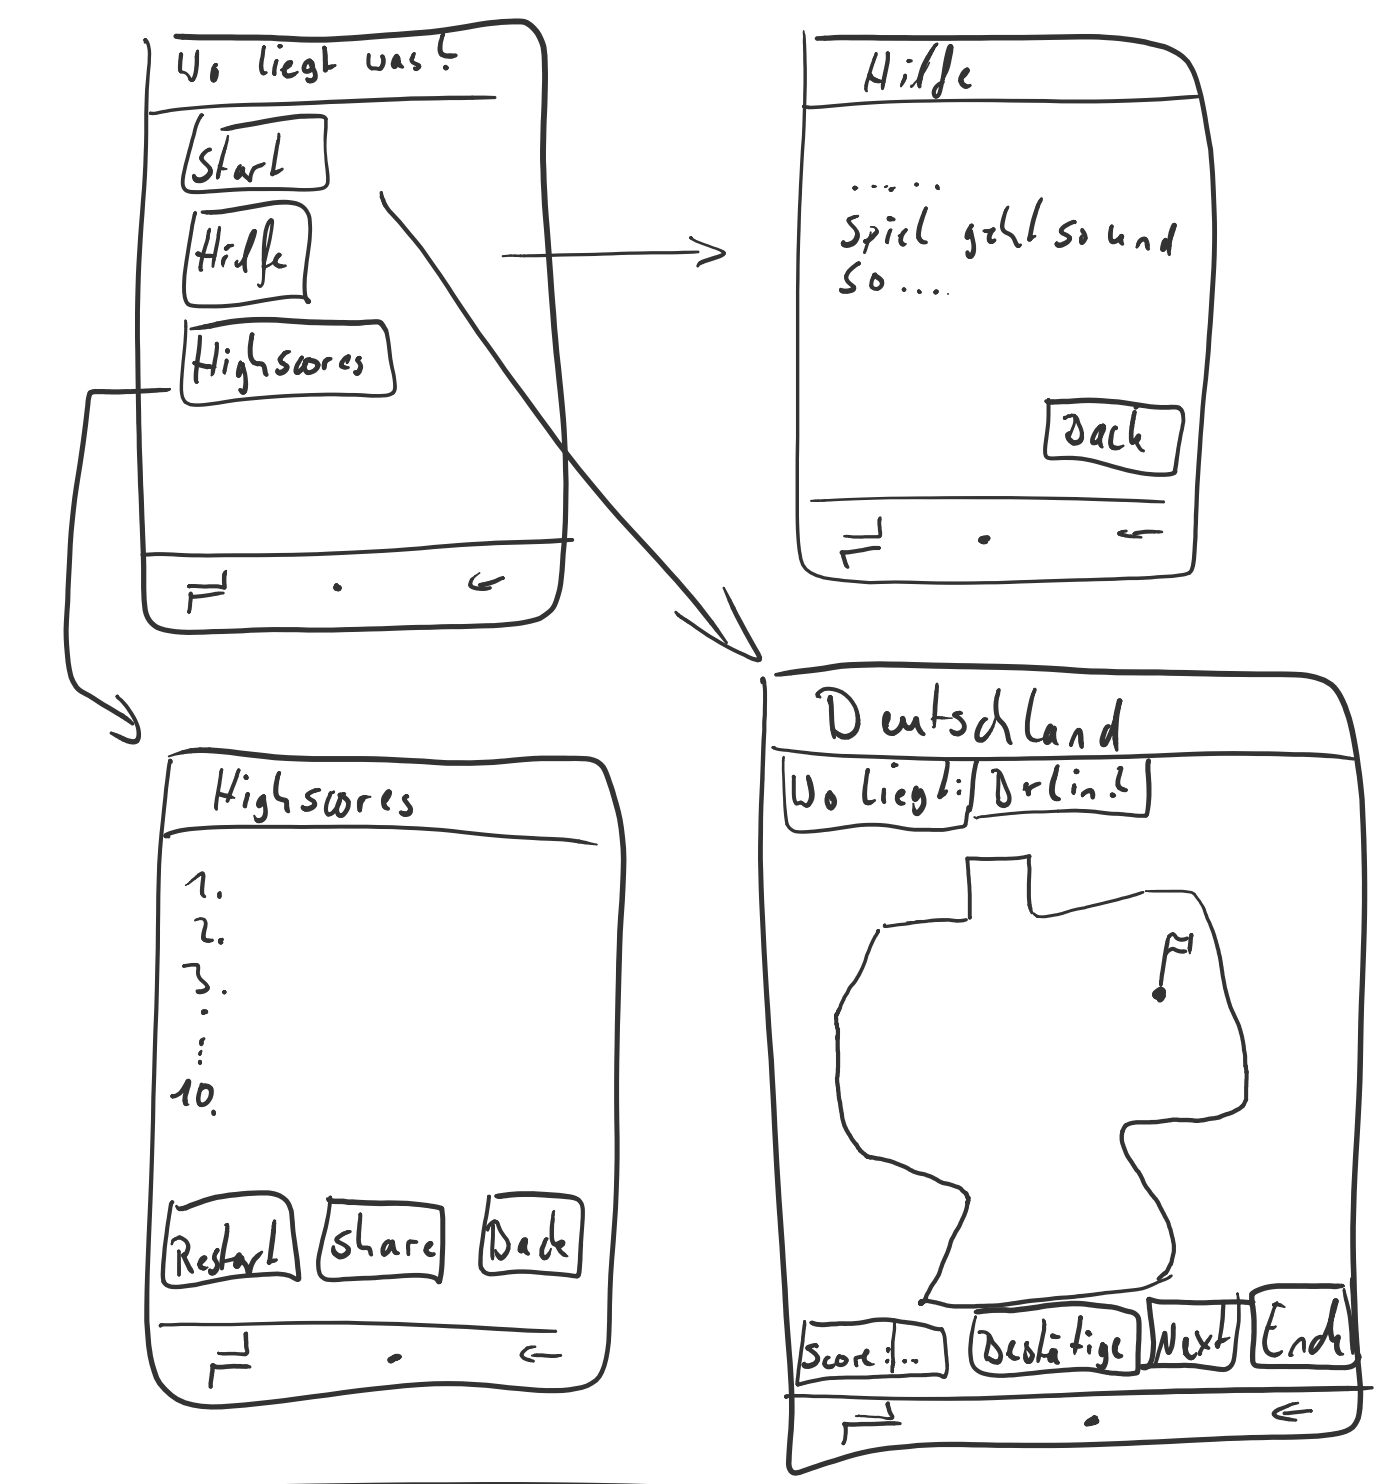 Wo liegt was?
Start
Hilfe
Highscores
Hilfe
.....
Spiel geht so und
so ...
Back
Highscores
1.
2.
3.
.
⋮
10.
Restart
Share
Back
Deutschland
Wo liegt: Berlin?
Score: ...
Bestätige
Next
Ende